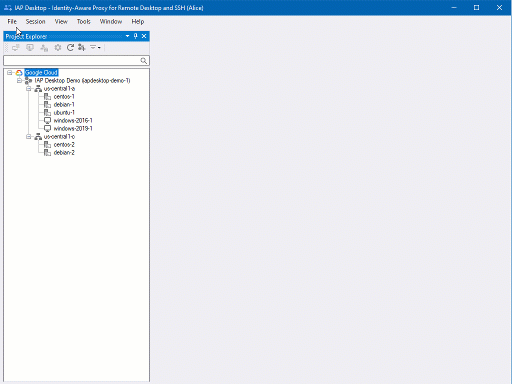 IAP Desktop - Identity-Aware Proxy for Remote Desktop and SSH (Alice)
File Session View Tools Window Help
Project Explorer
Google Cloud
IAP Desktop Demo (iapdesktop-demo-1)
us-central1-a
centos-1
debian-1
ubuntu-1
windows-2016-1
windows-2019-1
us-central1-c
centos-2
debian-2